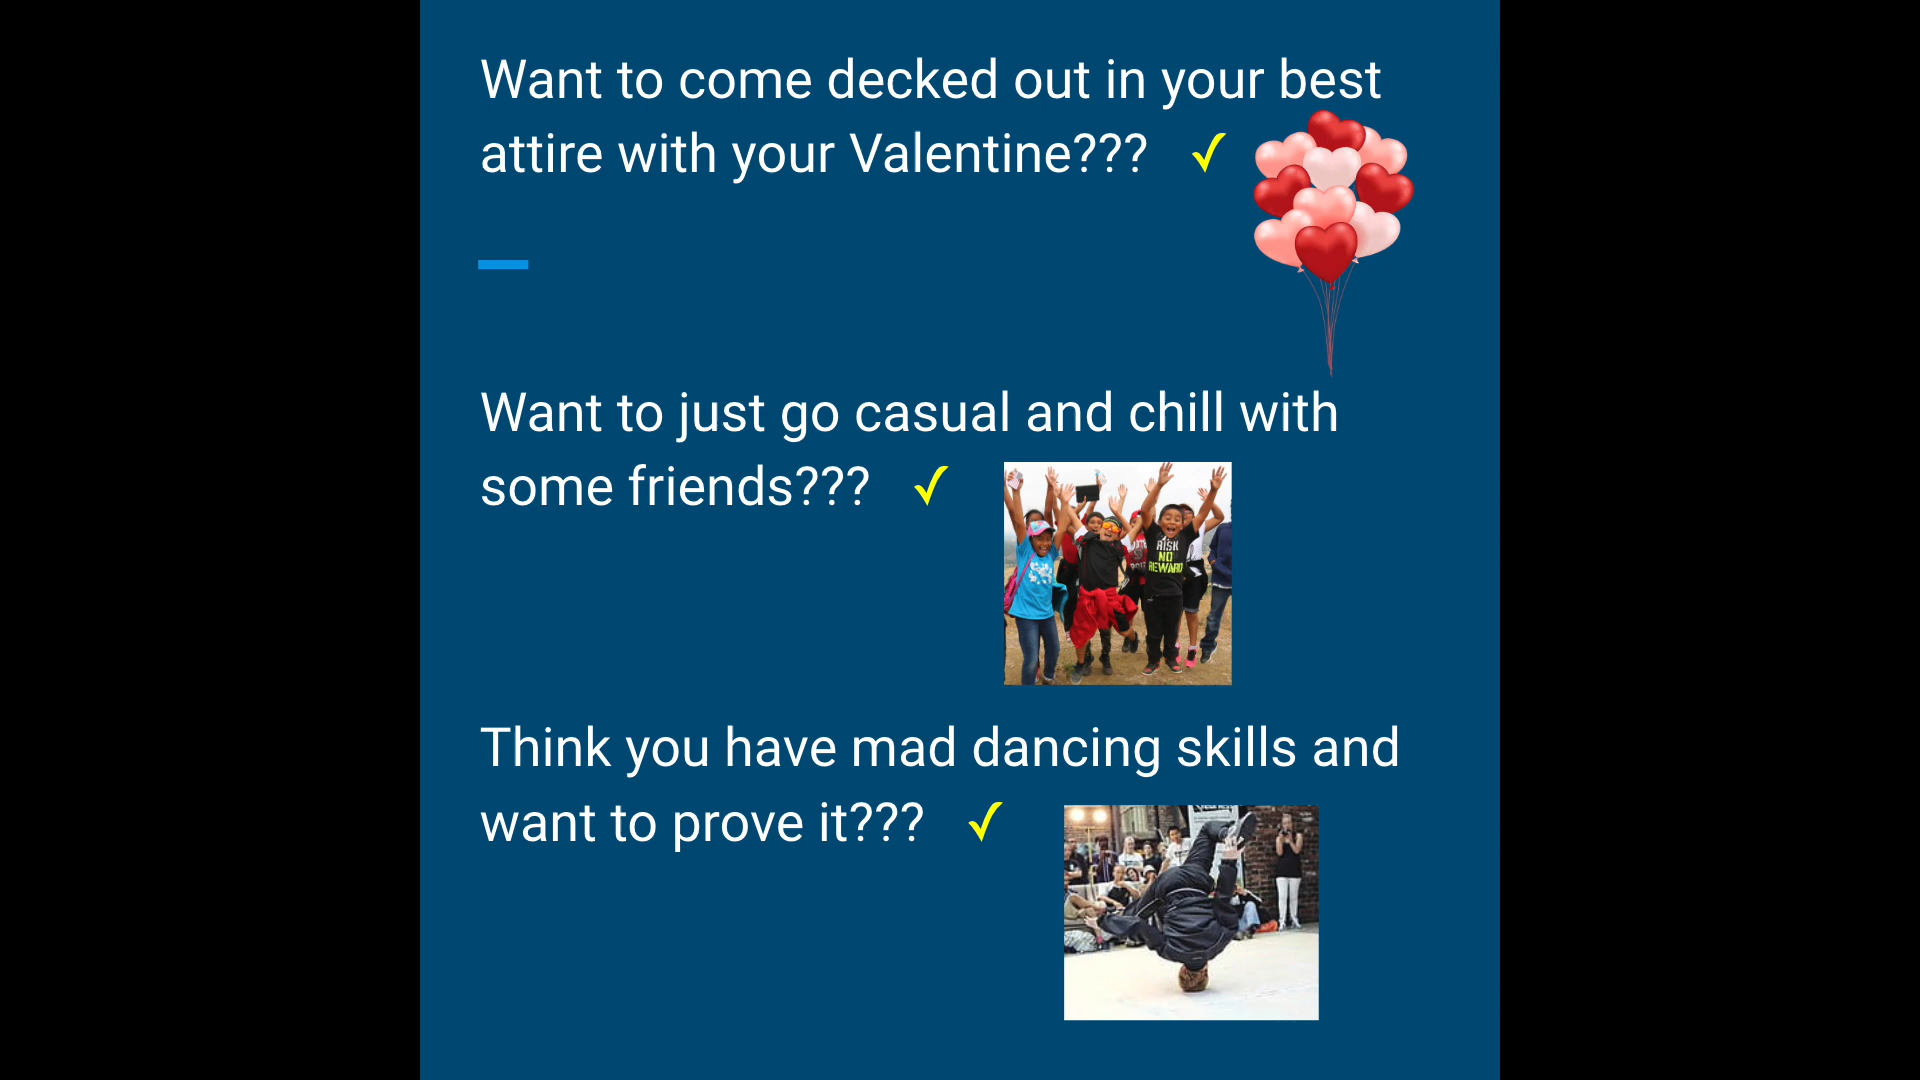 Want to come decked out in your best
attire with your Valentine??? ✓
Want to just go casual and chill with
some friends??? ✓
RISK
NO
REWARD
Think you have mad dancing skills and
want to prove it??? ✓